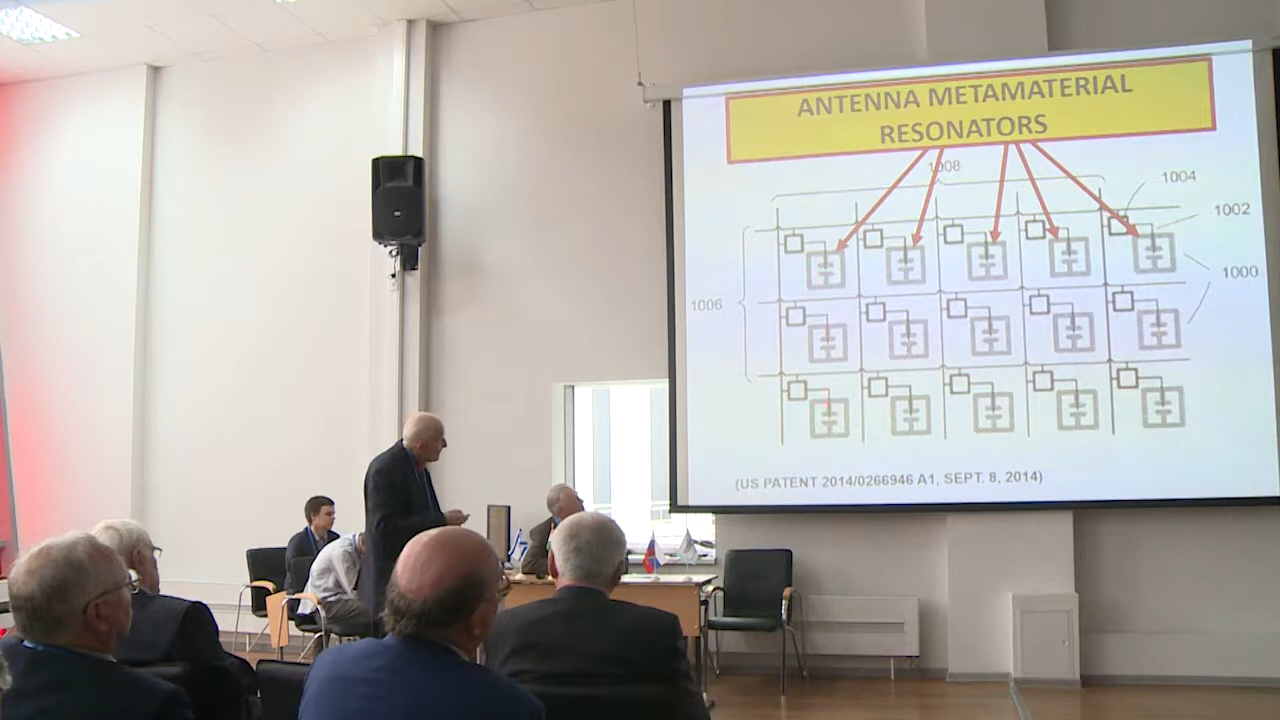 ANTENNA METAMATERIAL
RESONATORS
1008
1004
1002
1000
1006
(US PATENT 2014/0266946 A1, SEPT. 8, 2014)